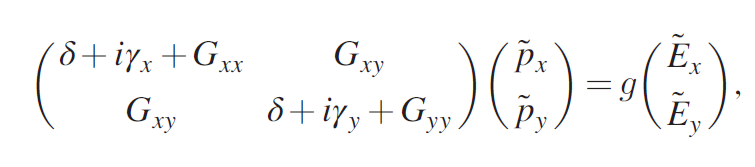 \begin{pmatrix} \delta + i\gamma_x + G_{xx} & G_{xy} \\ G_{xy} & \delta + i\gamma_y + G_{yy} \end{pmatrix} \begin{pmatrix} \tilde{p}_x \\ \tilde{p}_y \end{pmatrix} = g \begin{pmatrix} \tilde{E}_x \\ \tilde{E}_y \end{pmatrix},